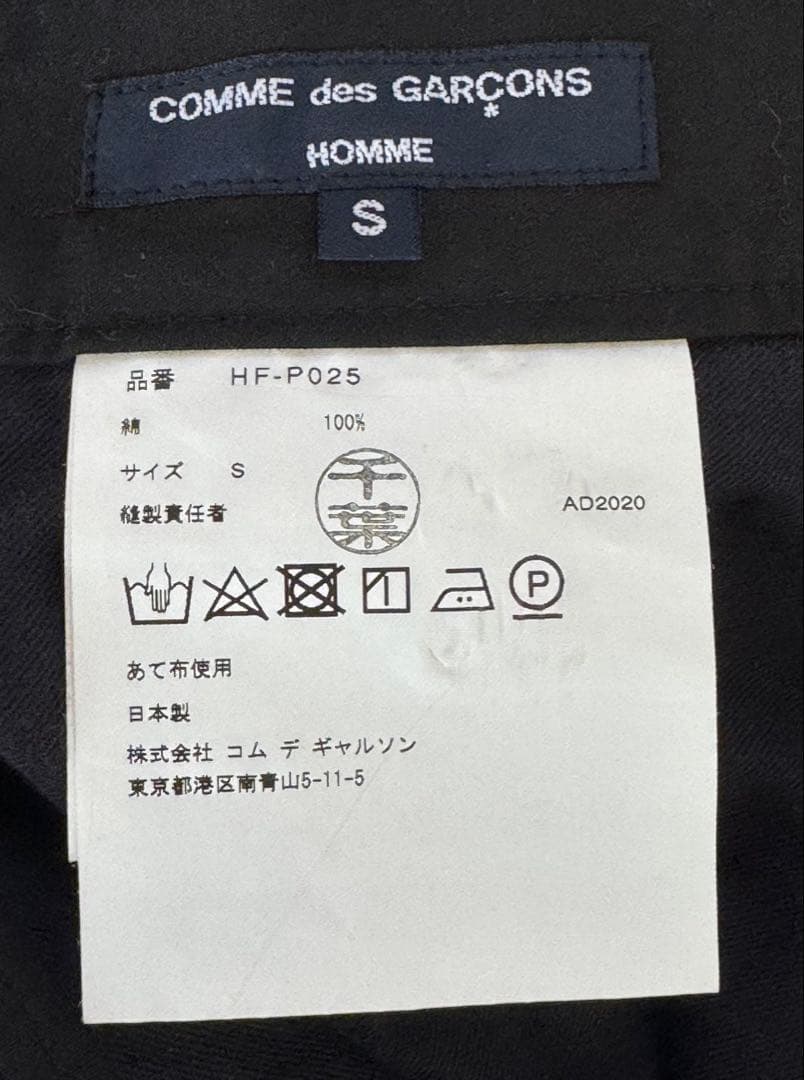 COMME des GARÇONS
*
HOMME
S
品番 HF-P025
綿 100%
サイズ S
縫製責任者 千葉 AD2020
P
あて布使用
日本製
株式会社 コム デ ギャルソン
東京都港区南青山5-11-5